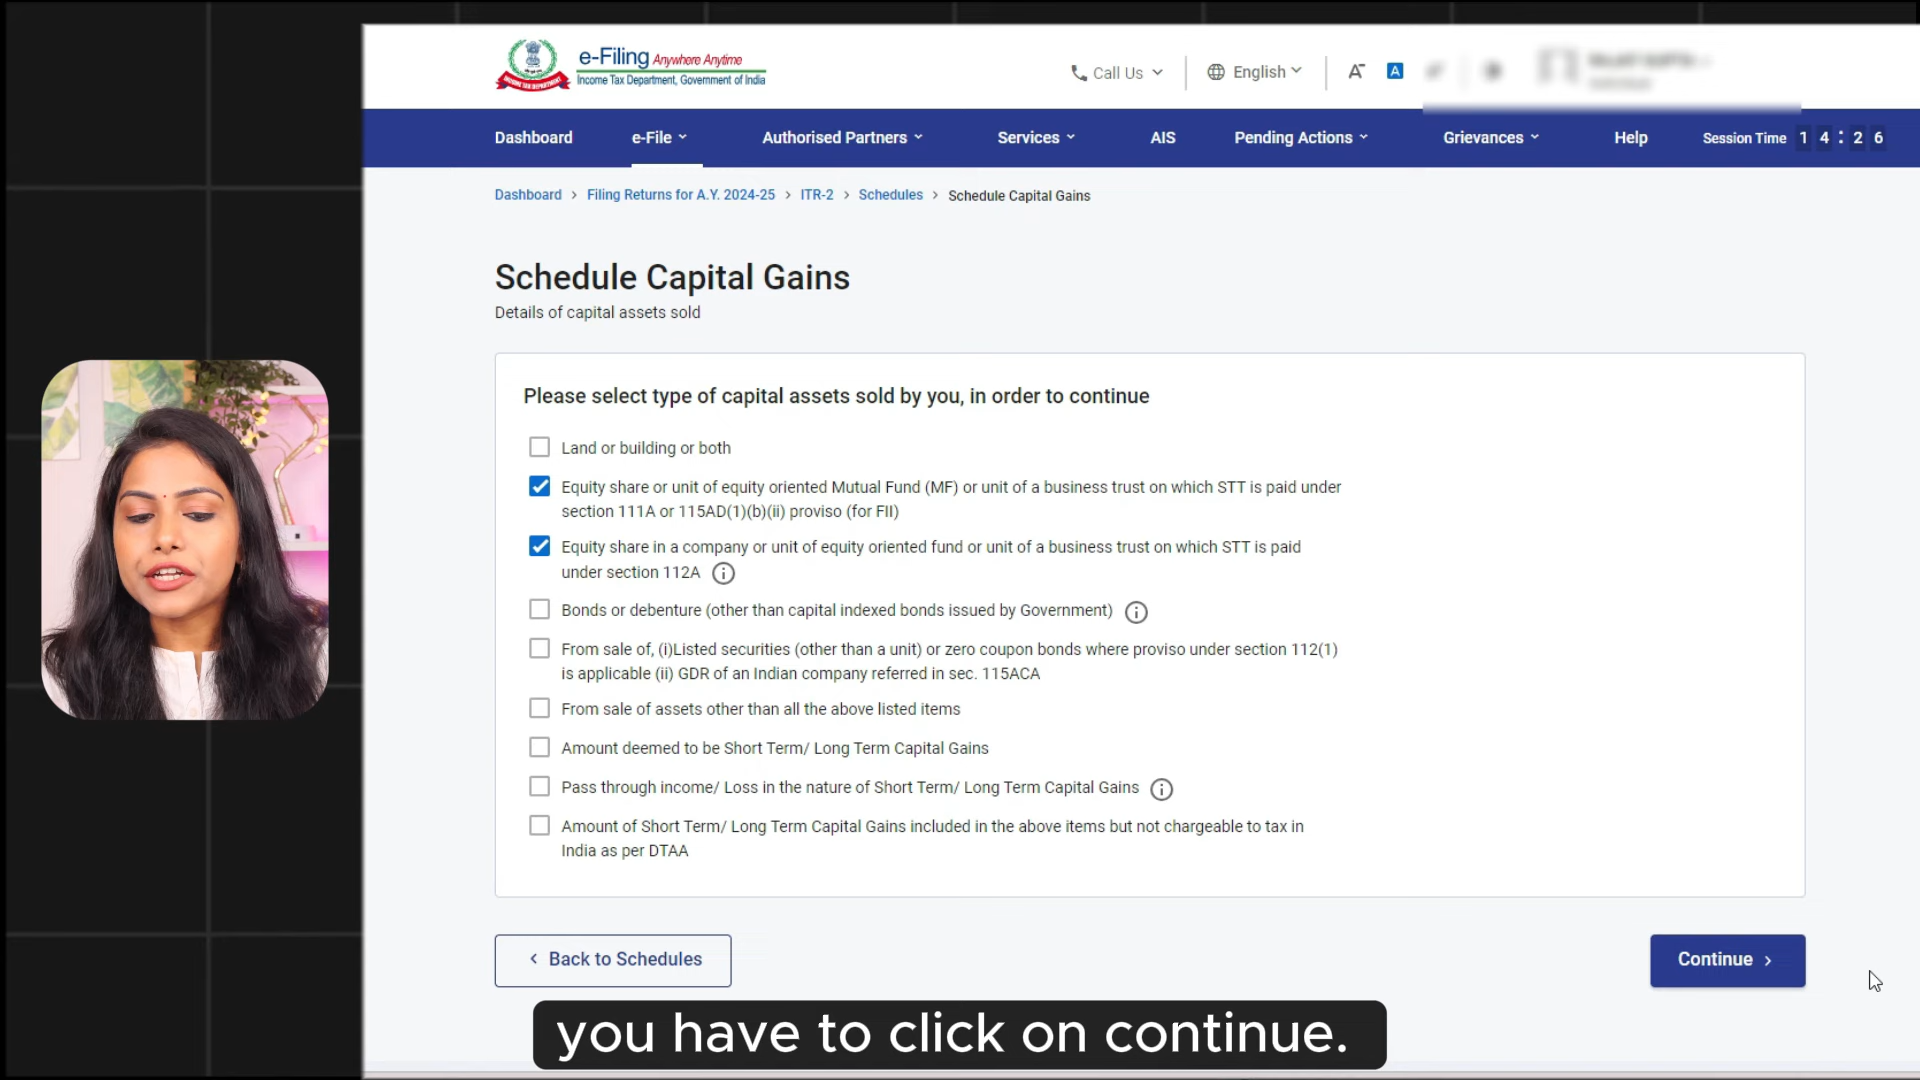 e-Filing Anywhere Anytime
Income Tax Department, Government of India
Call Us
English
A-
A
Dashboard
e-File
Authorised Partners
Services
AIS
Pending Actions
Grievances
Help
Session Time 14:26
Dashboard > Filing Returns for A.Y. 2024-25 > ITR-2 > Schedules > Schedule Capital Gains
Schedule Capital Gains
Details of capital assets sold
Please select type of capital assets sold by you, in order to continue
Land or building or both
Equity share or unit of equity oriented Mutual Fund (MF) or unit of a business trust on which STT is paid under
section 111A or 115AD(1)(b)(ii) proviso (for FII)
Equity share in a company or unit of equity oriented fund or unit of a business trust on which STT is paid
under section 112A
Bonds or debenture (other than capital indexed bonds issued by Government)
From sale of, (i)Listed securities (other than a unit) or zero coupon bonds where proviso under section 112(1)
is applicable (ii) GDR of an Indian company referred in sec. 115ACA
From sale of assets other than all the above listed items
Amount deemed to be Short Term/ Long Term Capital Gains
Pass through income/ Loss in the nature of Short Term/ Long Term Capital Gains
Amount of Short Term/ Long Term Capital Gains included in the above items but not chargeable to tax in
India as per DTAA
< Back to Schedules
Continue >
you have to click on continue.